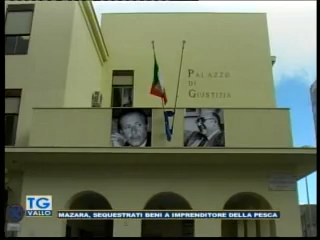 PALAZZO
DI
GIUSTIZIA
TG
VALLO
MAZARA, SEQUESTRATI BENI A IMPRENDITORE DELLA PESCA